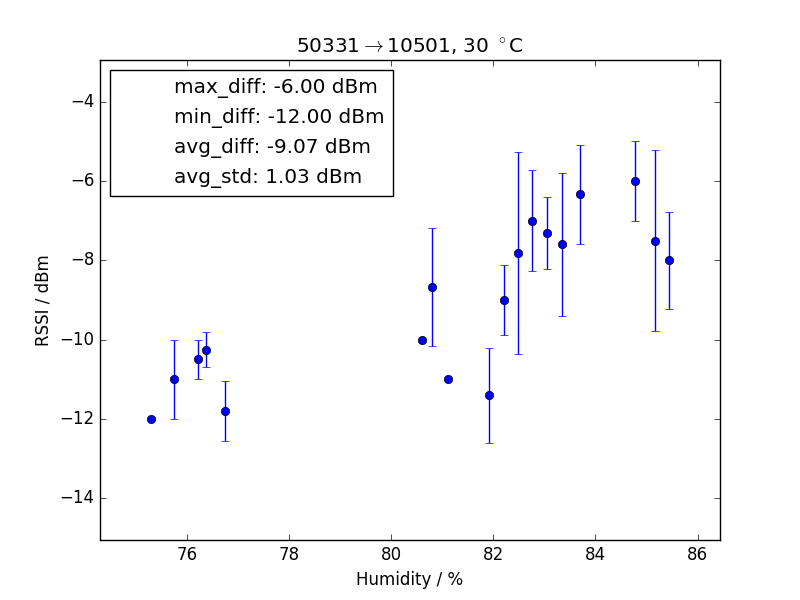 50331→10501, 30 °C
max_diff: -6.00 dBm
min_diff: -12.00 dBm
avg_diff: -9.07 dBm
avg_std: 1.03 dBm
RSSI / dBm
−4
−6
−8
−10
−12
−14
76 78 80 82 84 86
Humidity / %